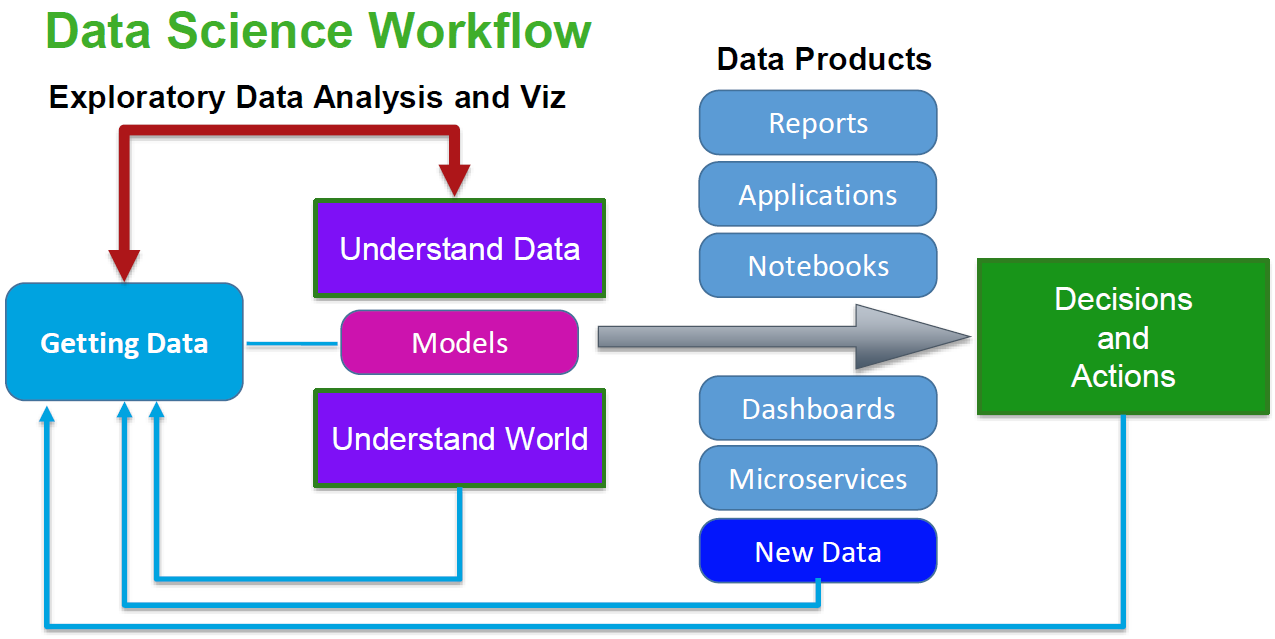 Data Science Workflow
Exploratory Data Analysis and Viz
Data Products
Reports
Applications
Notebooks
Understand Data
Getting Data
Models
Understand World
Decisions
and
Actions
Dashboards
Microservices
New Data